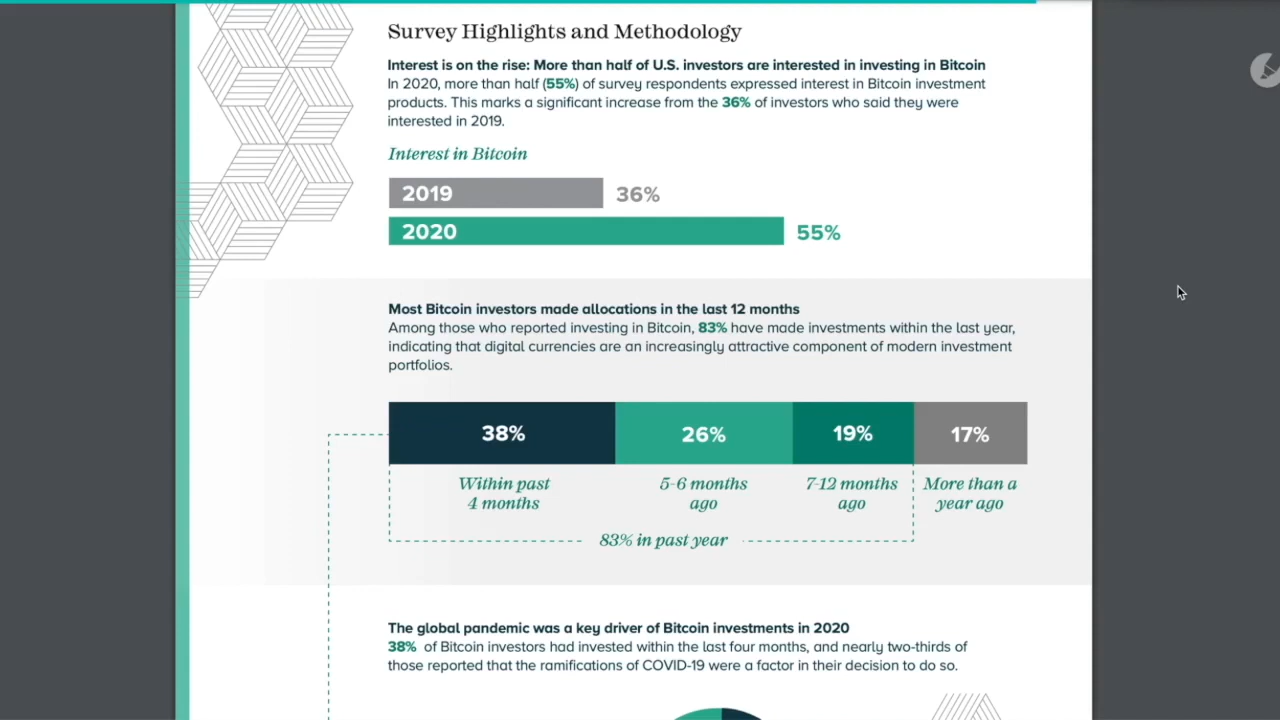 Survey Highlights and Methodology
Interest is on the rise: More than half of U.S. investors are interested in investing in Bitcoin
In 2020, more than half (55%) of survey respondents expressed interest in Bitcoin investment
products. This marks a significant increase from the 36% of investors who said they were
interested in 2019.
Interest in Bitcoin
2019 36%
2020 55%
Most Bitcoin investors made allocations in the last 12 months
Among those who reported investing in Bitcoin, 83% have made investments within the last year,
indicating that digital currencies are an increasingly attractive component of modern investment
portfolios.
38% 26% 19% 17%
Within past 5-6 months 7-12 months More than a
4 months ago ago year ago
83% in past year
The global pandemic was a key driver of Bitcoin investments in 2020
38% of Bitcoin investors had invested within the last four months, and nearly two-thirds of
those reported that the ramifications of COVID-19 were a factor in their decision to do so.